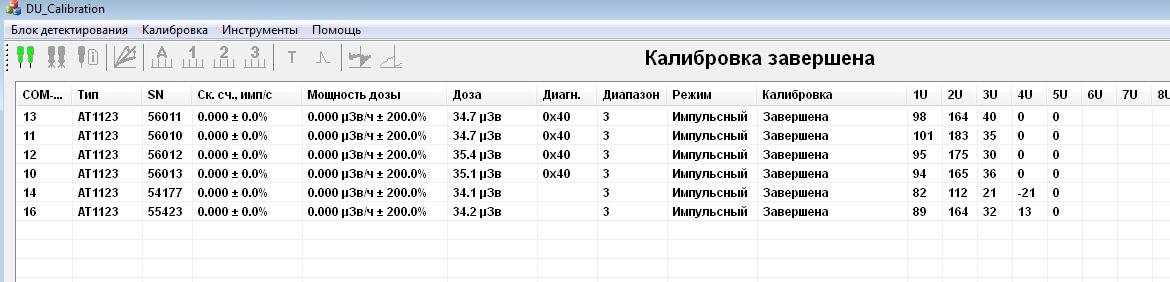 DU_Calibration
Блок детектирования Калибровка Инструменты Помощь
A 1 2 3 T
Калибровка завершена
COM-... Тип SN Ск. сч., имп/с Мощность дозы Доза Диагн. Диапазон Режим Калибровка 1U 2U 3U 4U 5U 6U 7U 8U
13 AT1123 56011 0.000 ± 0.0% 0.000 µЗв/ч ± 200.0% 34.7 µЗв 0x40 3 Импульсный Завершена 98 164 40 0 0
11 AT1123 56010 0.000 ± 0.0% 0.000 µЗв/ч ± 200.0% 34.7 µЗв 0x40 3 Импульсный Завершена 101 183 35 0 0
12 AT1123 56012 0.000 ± 0.0% 0.000 µЗв/ч ± 200.0% 35.4 µЗв 0x40 3 Импульсный Завершена 95 175 30 0 0
10 AT1123 56013 0.000 ± 0.0% 0.000 µЗв/ч ± 200.0% 35.1 µЗв 0x40 3 Импульсный Завершена 94 165 36 0 0
14 AT1123 54177 0.000 ± 0.0% 0.000 µЗв/ч ± 200.0% 34.1 µЗв 3 Импульсный Завершена 82 112 21 -21 0
16 AT1123 55423 0.000 ± 0.0% 0.000 µЗв/ч ± 200.0% 34.2 µЗв 3 Импульсный Завершена 89 164 32 13 0